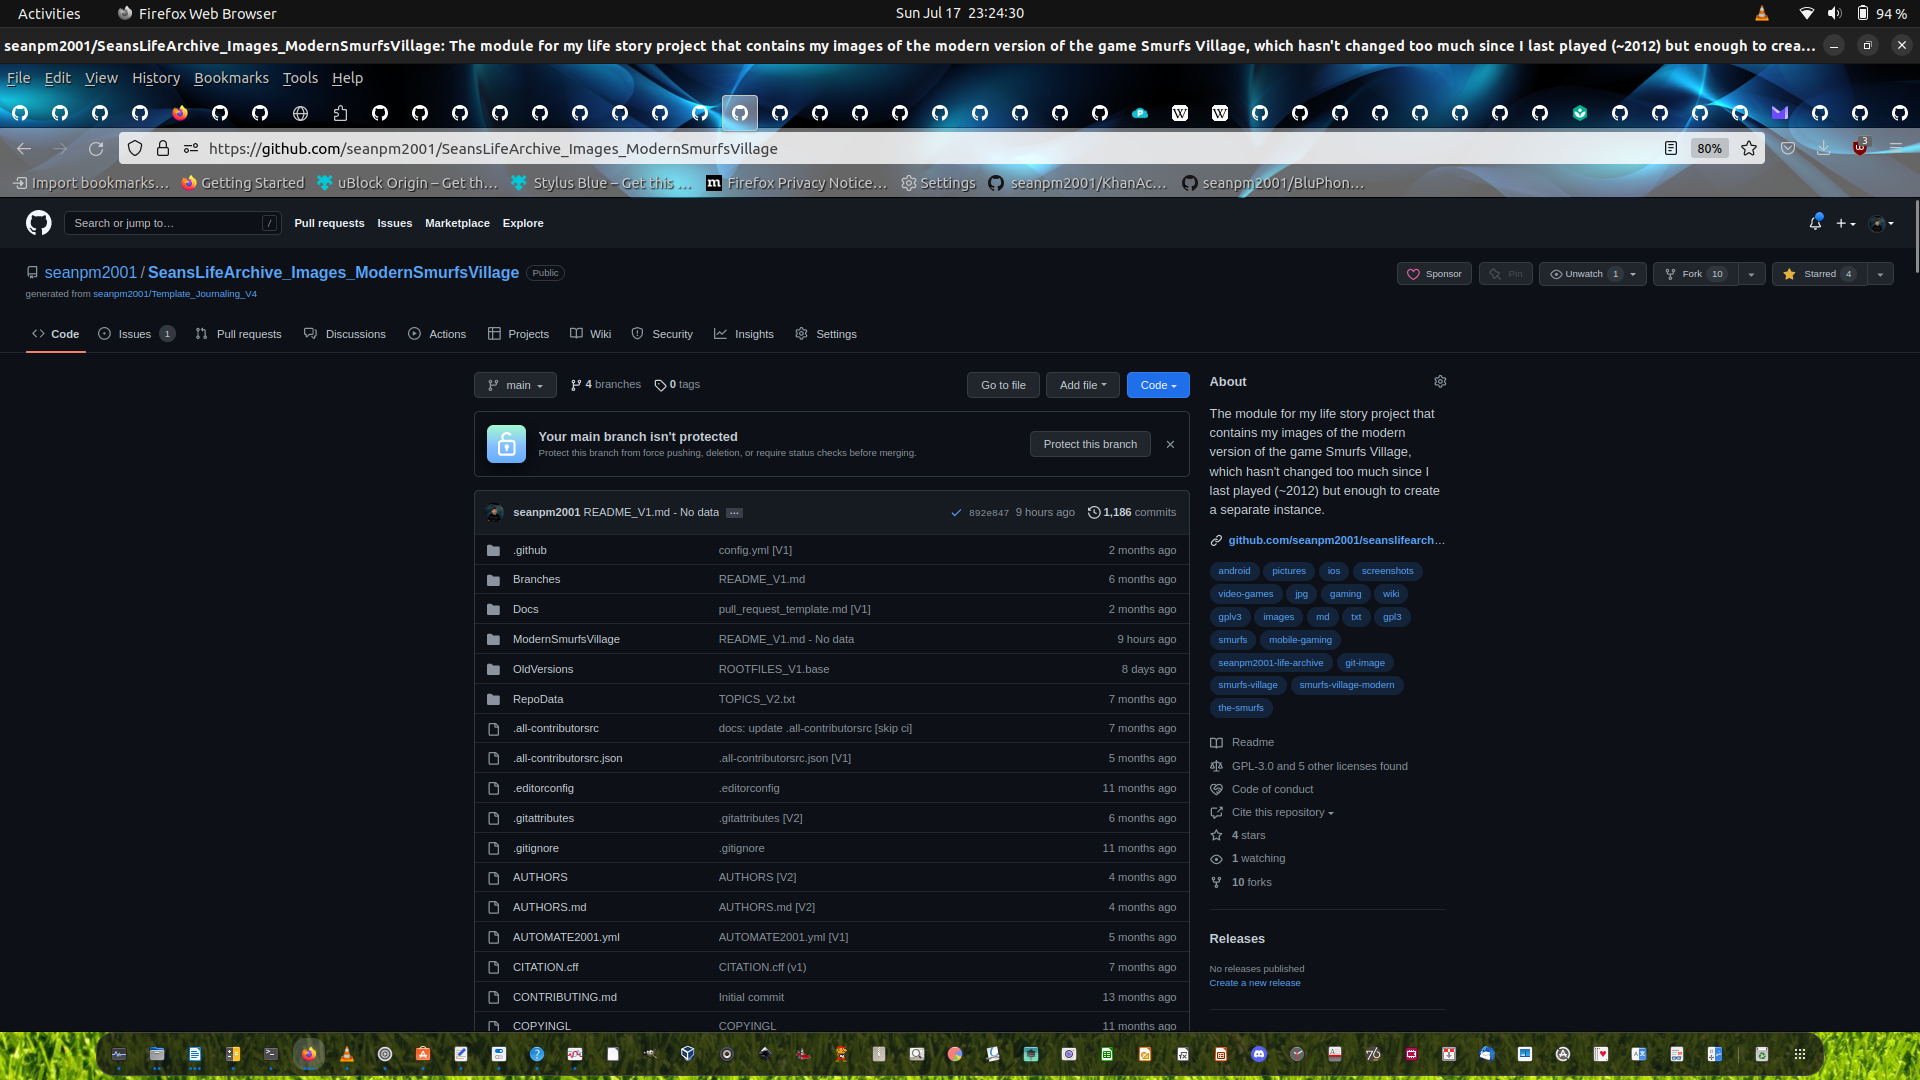 Activities
Firefox Web Browser
Sun Jul 17 23:24:30
94 %
seanpm2001/SeansLifeArchive_Images_ModernSmurfsVillage: The module for my life story project that contains my images of the modern version of the game Smurfs Village, which hasn't changed too much since I last played (~2012) but enough to crea…
File Edit View History Bookmarks Tools Help
https://github.com/seanpm2001/SeansLifeArchive_Images_ModernSmurfsVillage
80%
3
Import bookmarks… Getting Started uBlock Origin – Get th… Stylus Blue – Get this … Firefox Privacy Notice… Settings seanpm2001/KhanAc… seanpm2001/BluPhon…
Search or jump to… /
Pull requests Issues Marketplace Explore
seanpm2001 / SeansLifeArchive_Images_ModernSmurfsVillage Public
Sponsor Pin Unwatch 1 Fork 10 Starred 4
generated from seanpm2001/Template_Journaling_V4
Code Issues 1 Pull requests Discussions Actions Projects Wiki Security Insights Settings
main 4 branches 0 tags
Go to file Add file Code
Your main branch isn't protected
Protect this branch from force pushing, deletion, or require status checks before merging.
Protect this branch
seanpm2001 README_V1.md - No data … 892e847 9 hours ago 1,186 commits
.github config.yml [V1] 2 months ago
Branches README_V1.md 6 months ago
Docs pull_request_template.md [V1] 2 months ago
ModernSmurfsVillage README_V1.md - No data 9 hours ago
OldVersions ROOTFILES_V1.base 8 days ago
RepoData TOPICS_V2.txt 7 months ago
.all-contributorsrc docs: update .all-contributorsrc [skip ci] 7 months ago
.all-contributorsrc.json .all-contributorsrc.json [V1] 5 months ago
.editorconfig .editorconfig 11 months ago
.gitattributes .gitattributes [V2] 6 months ago
.gitignore .gitignore 11 months ago
AUTHORS AUTHORS [V2] 4 months ago
AUTHORS.md AUTHORS.md [V2] 4 months ago
AUTOMATE2001.yml AUTOMATE2001.yml [V1] 5 months ago
CITATION.cff CITATION.cff (v1) 7 months ago
CONTRIBUTING.md Initial commit 13 months ago
COPYINGL COPYINGL 11 months ago
About
The module for my life story project that
contains my images of the modern
version of the game Smurfs Village,
which hasn't changed too much since I
last played (~2012) but enough to create
a separate instance.
github.com/seanpm2001/seanslifearch…
android pictures ios screenshots
video-games jpg gaming wiki
gplv3 images md txt gpl3
smurfs mobile-gaming
seanpm2001-life-archive git-image
smurfs-village smurfs-village-modern
the-smurfs
Readme
GPL-3.0 and 5 other licenses found
Code of conduct
Cite this repository
4 stars
1 watching
10 forks
Releases
No releases published
Create a new release